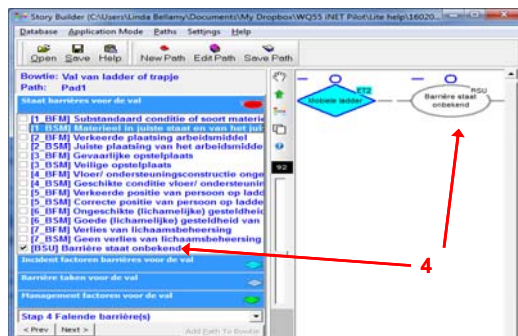 Story Builder (C:\Users\Linda Bellamy\Documents\My Dropbox\WQ55 iNET Pilot\Lite help\16020...
Database Application Mode Paths Settings Help
Open Save Help New Path Edit Path Save Path
Bowtie: Val van ladder of trapje
Path: Pad1
Staat barrières voor de val
[1_BFM] Substandaard conditie of soort materie
[1_BSM] Materieel in juiste staat en van het juis
[2_BFM] Verkeerde plaatsing arbeidsmiddel
[2_BSM] Juiste plaatsing van het arbeidsmidde
[3_BFM] Gevaarlijke opstelplaats
[3_BSM] Veilige opstelplaats
[4_BFM] Vloer/ ondersteuningsconstructie onge
[4_BSM] Geschikte conditie vloer/ ondersteunin
[5_BFM] Verkeerde positie van persoon op ladde
[5_BSM] Correcte positie van persoon op ladde
[6_BFM] Ongeschikte (lichamelijke) gesteldheid
[6_BSM] Goede (lichamelijke) gesteldheid van
[7_BFM] Verlies van lichaamsbeheersing
[7_BSM] Geen verlies van lichaamsbeheersing
[BSU] Barrière staat onbekend
Incident factoren barrières voor de val
Barrière taken voor de val
Management factoren voor de val
Stap 4 Falende barrière(s)
< Prev Next > Add Path To Bowtie
92
ET2
Mobiele ladder
BSU
Barrière staat
onbekend
4